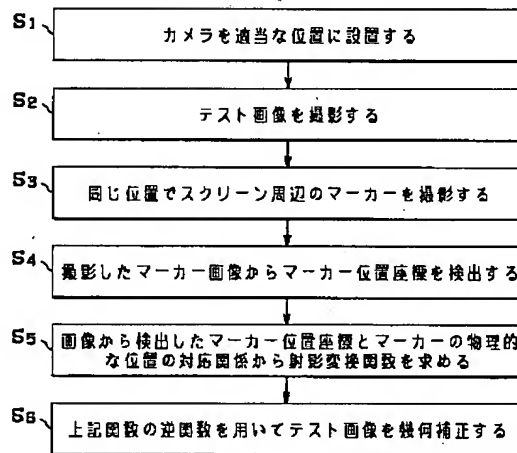 S1
カメラを適当な位置に設置する
S2
テスト画像を撮影する
S3
同じ位置でスクリーン周辺のマーカーを撮影する
S4
撮影したマーカー画像からマーカー位置座標を検出する
S5
画像から検出したマーカー位置座標とマーカーの物理的
な位置の対応関係から射影変換関数を求める
S6
上記関数の逆関数を用いてテスト画像を幾何補正する